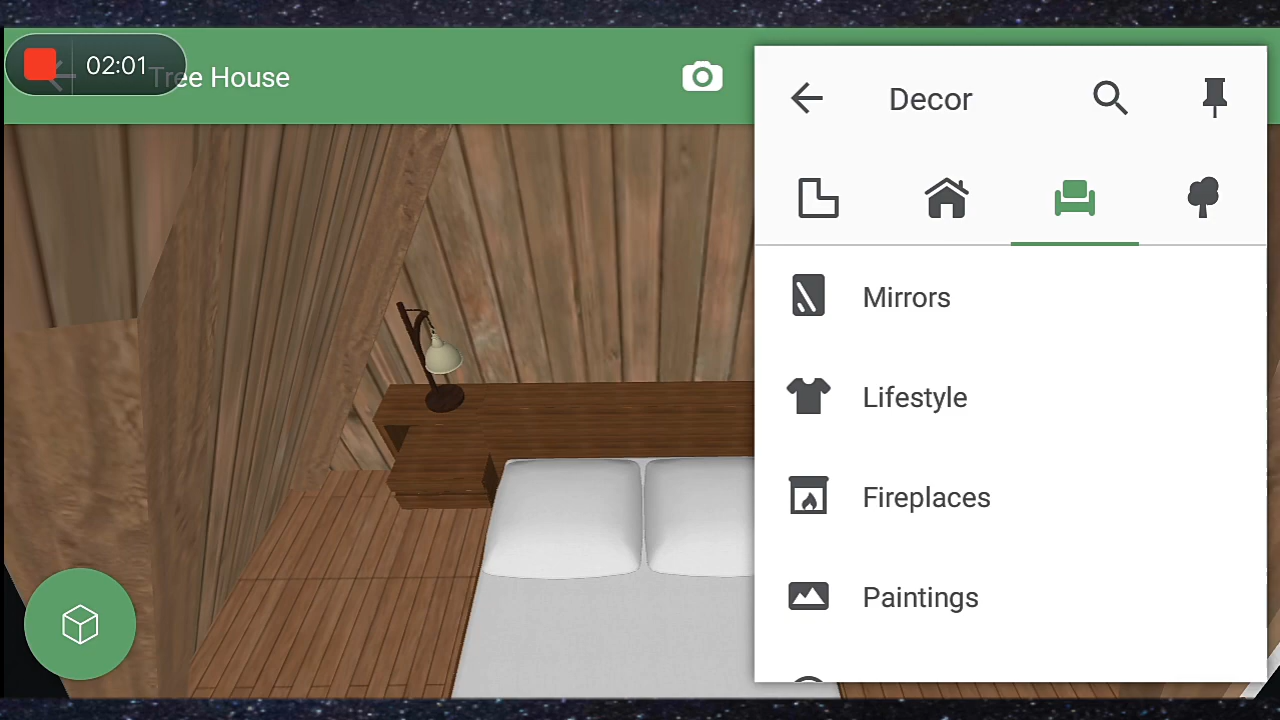 02:01
Tree House
Decor
Mirrors
Lifestyle
Fireplaces
Paintings